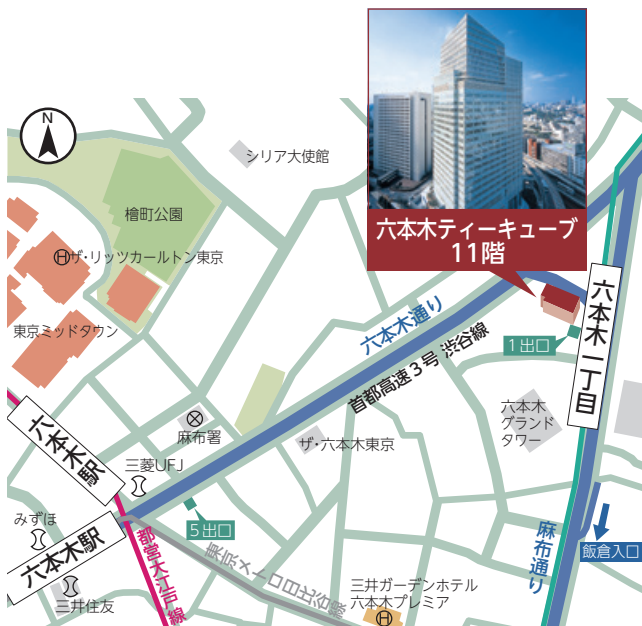 N
シリア大使館
檜町公園
Hザ・リッツカールトン東京
東京ミッドタウン
六本木ティーキューブ
11階
六本木通り
首都高速3号 渋谷線
六本木一丁目
1出口
六本木
グランド
タワー
麻布署
ザ・六本木東京
六本木駅
三菱UFJ
みずほ
5出口
六本木駅
都営大江戸線
東京メトロ日比谷線
三井住友
三井ガーデンホテル
六本木プレミア
H
麻布通り
飯倉入口